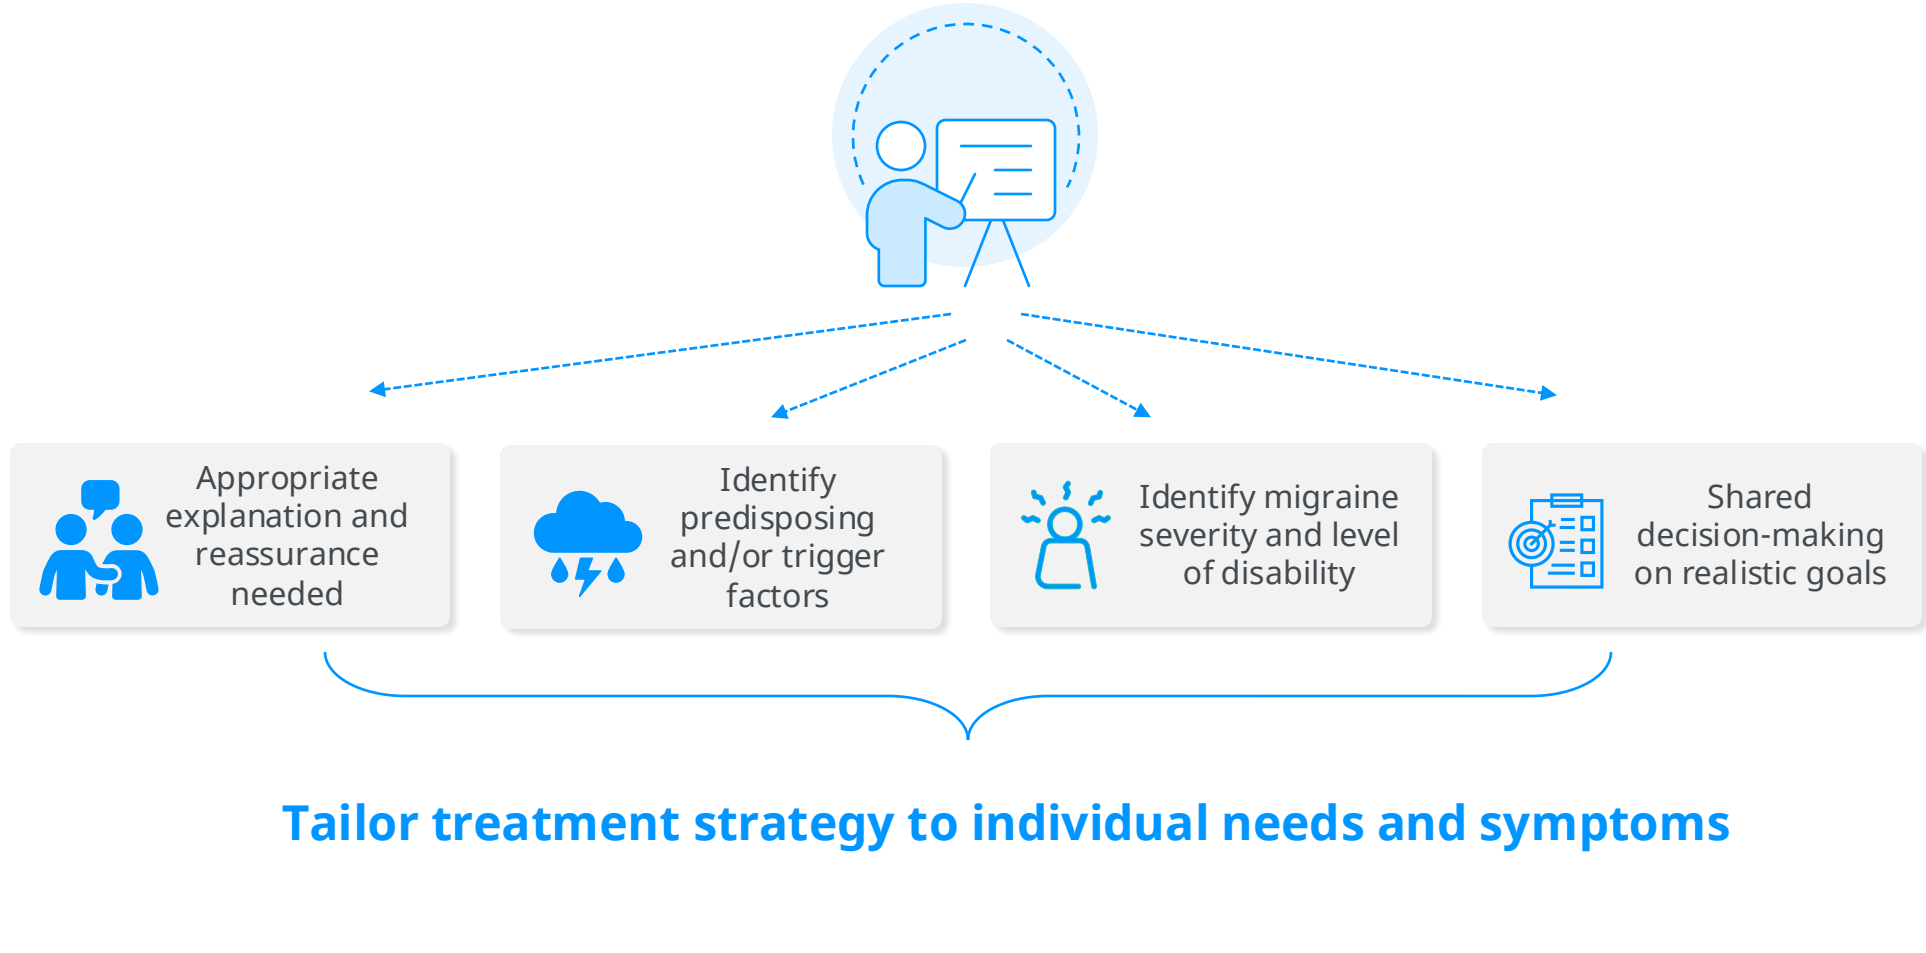 Appropriate
explanation and
reassurance
needed
Identify
predisposing
and/or trigger
factors
Identify migraine
severity and level
of disability
Shared
decision-making
on realistic goals
Tailor treatment strategy to individual needs and symptoms